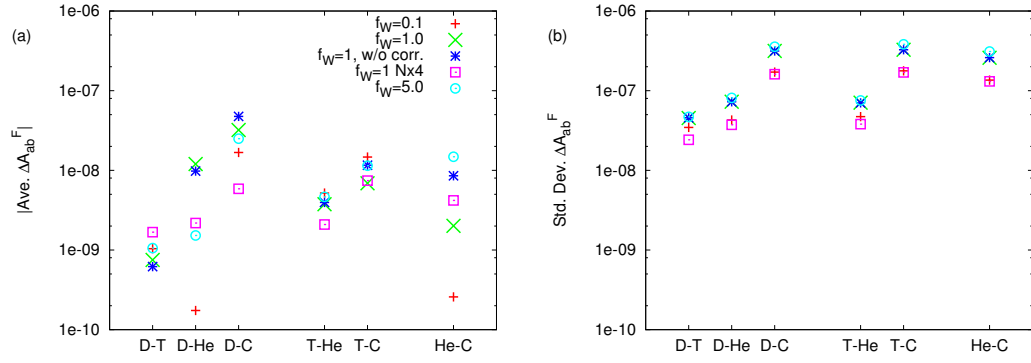 (a)
f_W=0.1
f_W=1.0
f_W=1, w/o corr.
f_W=1 Nx4
f_W=5.0
|Ave. ΔA_ab^F|
1e-06
1e-07
1e-08
1e-09
1e-10
D-T D-He D-C T-He T-C He-C
(b)
Std. Dev. ΔA_ab^F
1e-06
1e-07
1e-08
1e-09
1e-10
D-T D-He D-C T-He T-C He-C